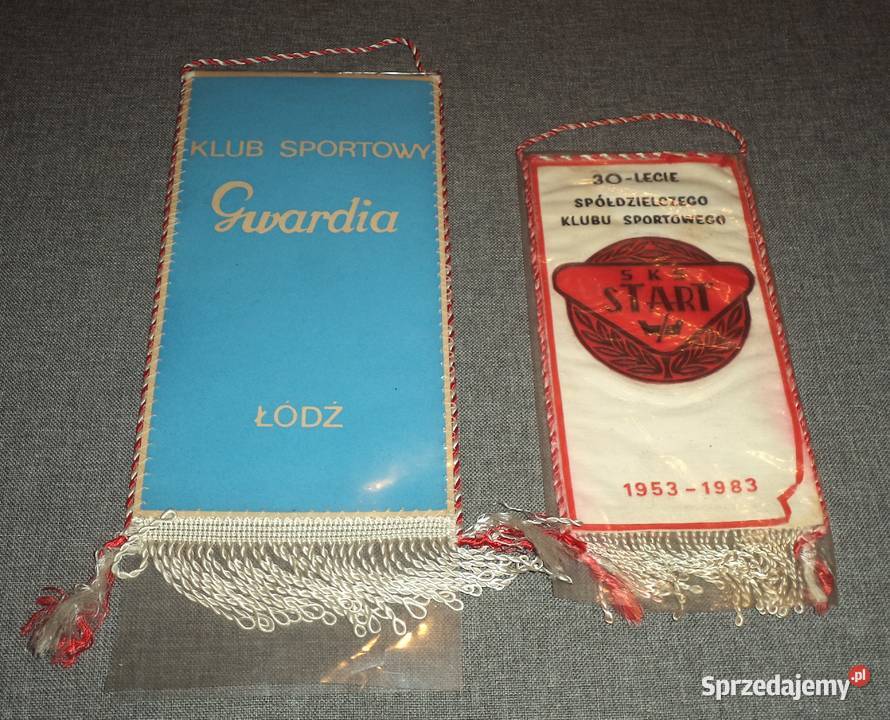 KLUB SPORTOWY
Gwardia
ŁÓDŹ
30-LECIE
SPÓŁDZIELCZEGO
KLUBU SPORTOWEGO
SKS
START
1953-1983
Sprzedajemy.pl